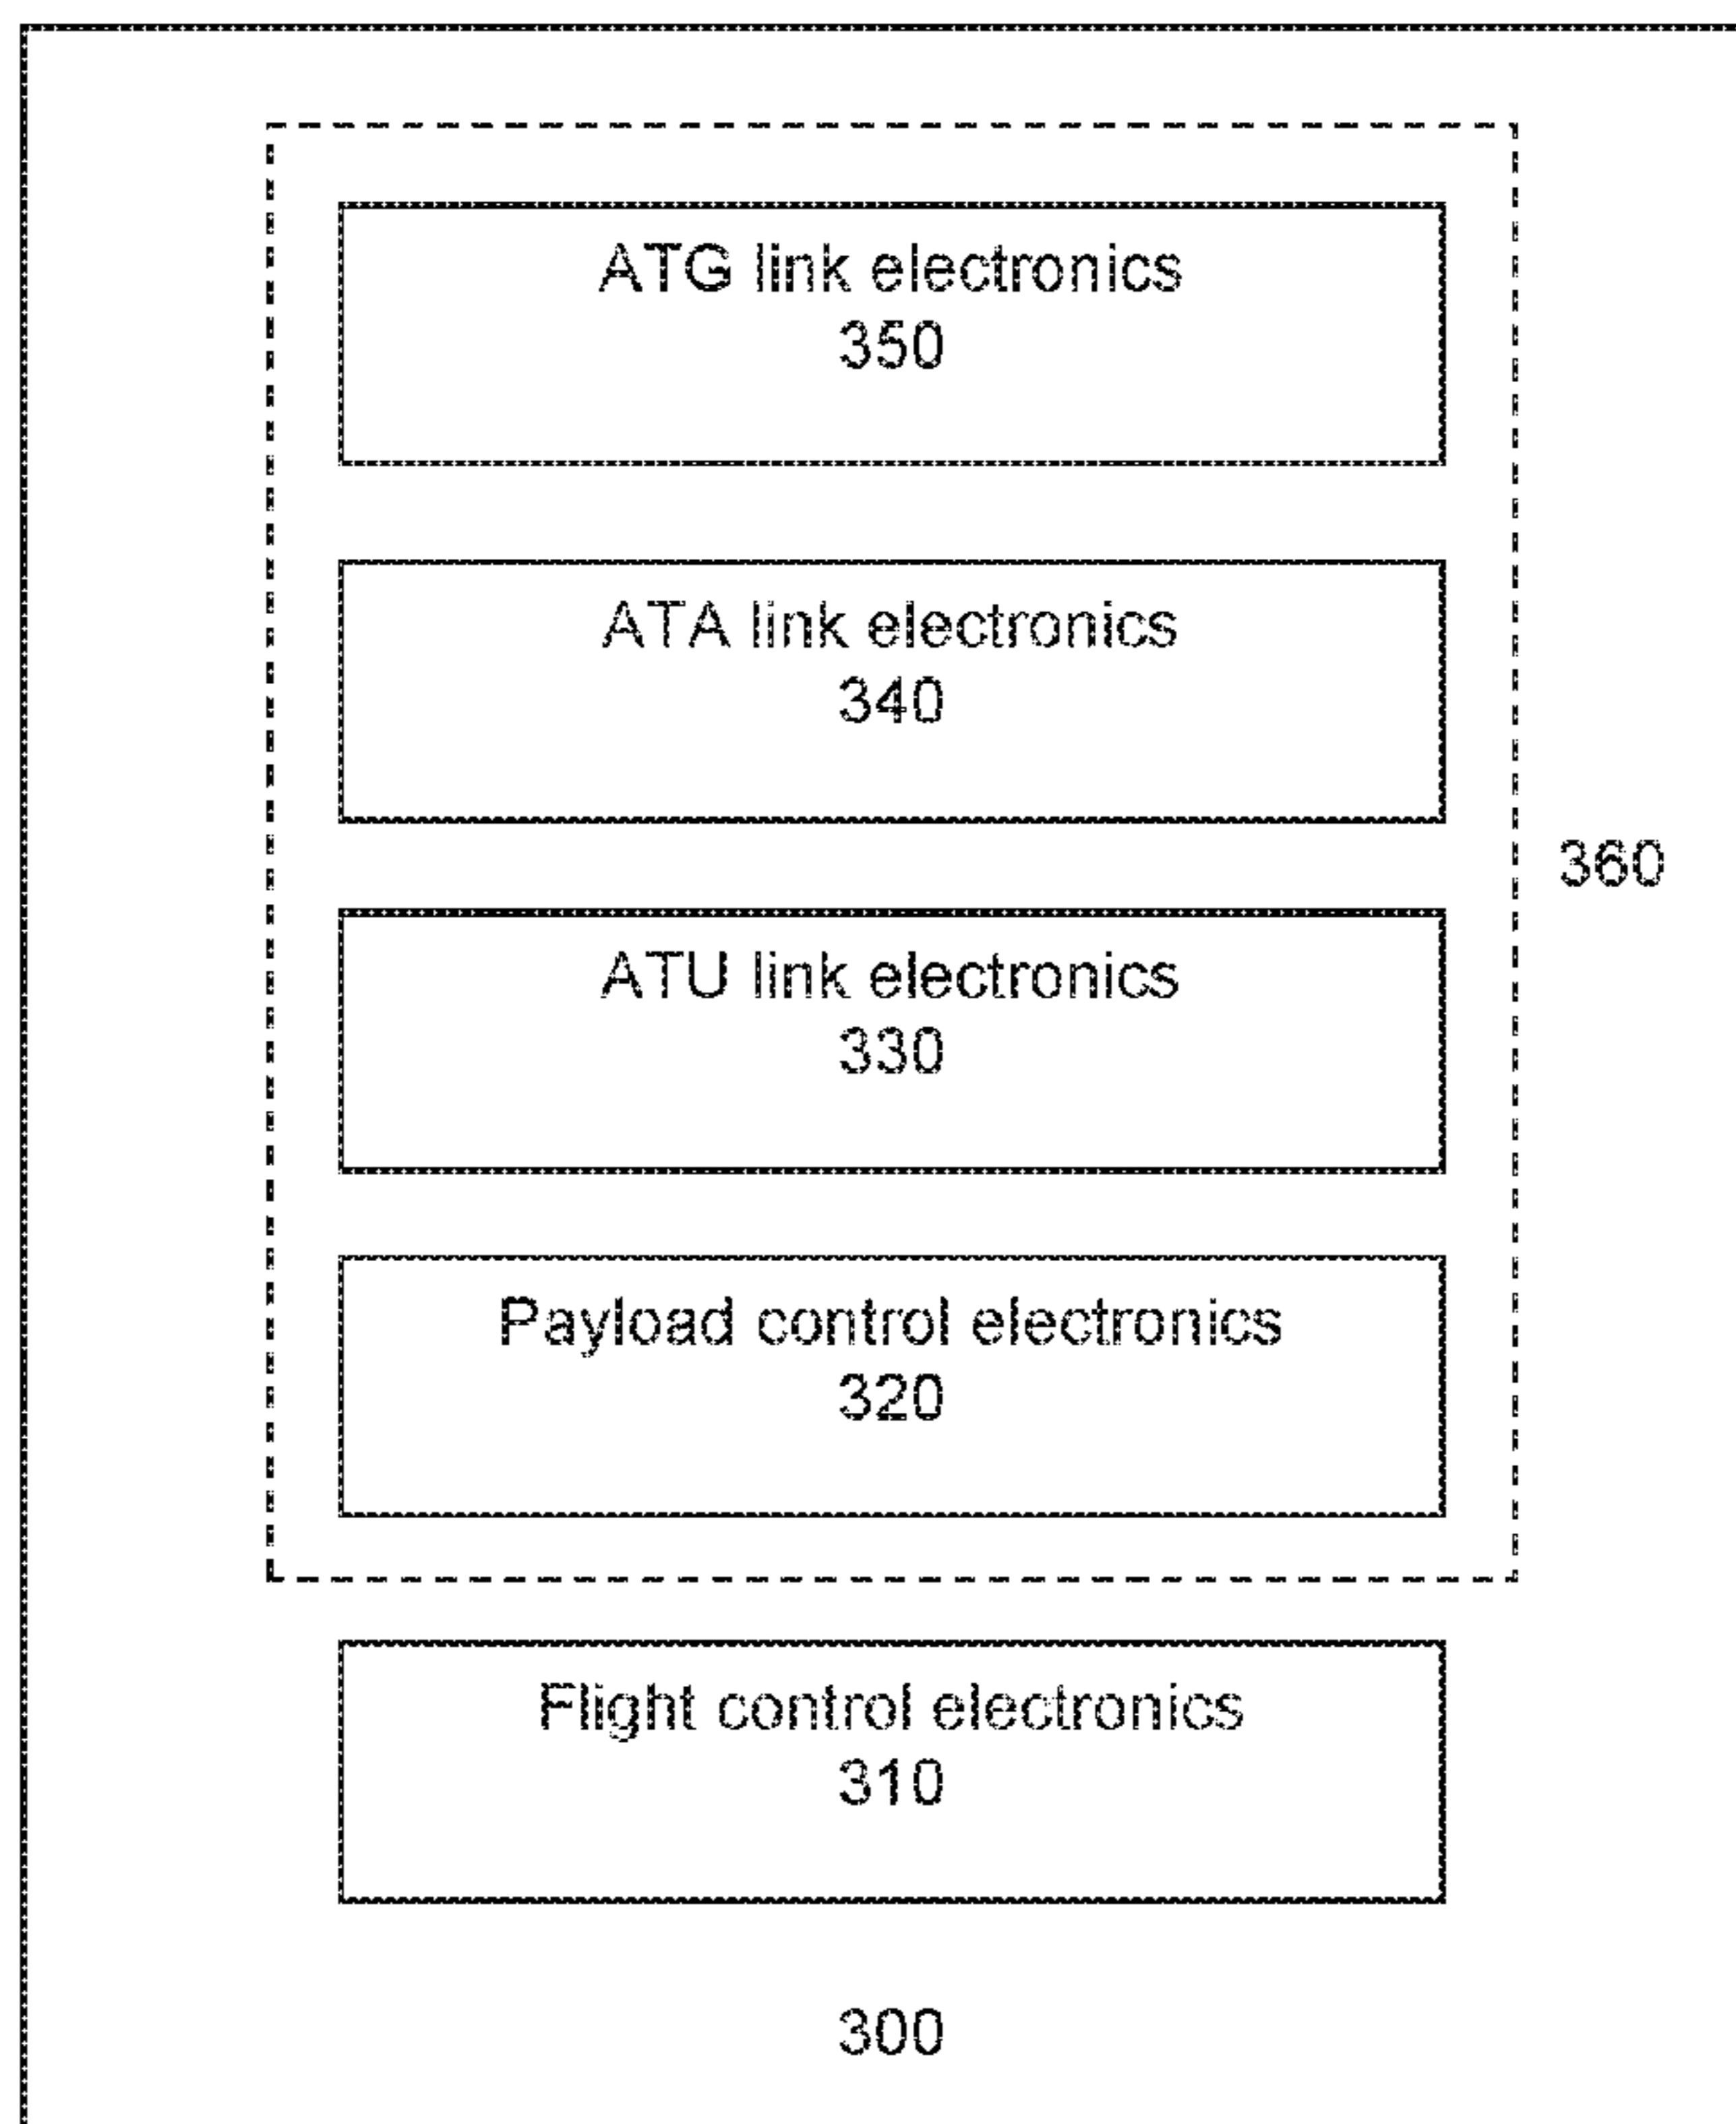 ATG link electronics
350
ATA link electronics
340
360
ATU link electronics
330
Payload control electronics
320
Flight control electronics
310
300